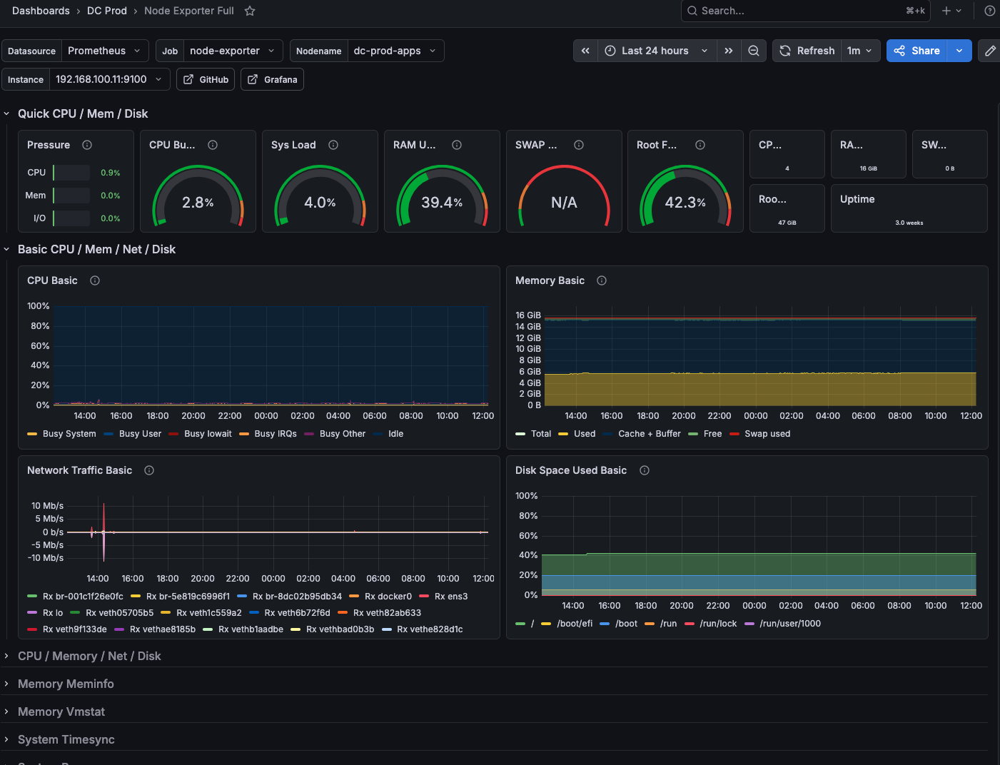 Dashboards › DC Prod › Node Exporter Full
Search...
⌘+k
Datasource Prometheus
Job node-exporter
Nodename dc-prod-apps
Last 24 hours
Refresh 1m
Share
Instance 192.168.100.11:9100
GitHub
Grafana
Quick CPU / Mem / Disk
Pressure
CPU 0.9%
Mem 0.0%
I/O 0.0%
CPU Bu...
2.8%
Sys Load
4.0%
RAM U...
39.4%
SWAP ...
N/A
Root F...
42.3%
CP...
4
RA...
16 GiB
SW...
0 B
Roo...
47 GiB
Uptime
3.0 weeks
Basic CPU / Mem / Net / Disk
CPU Basic
100%
80%
60%
40%
20%
0%
14:00 16:00 18:00 20:00 22:00 00:00 02:00 04:00 06:00 08:00 10:00 12:00
Busy System Busy User Busy Iowait Busy IRQs Busy Other Idle
Memory Basic
16 GiB
14 GiB
12 GiB
10 GiB
8 GiB
6 GiB
4 GiB
2 GiB
0 B
14:00 16:00 18:00 20:00 22:00 00:00 02:00 04:00 06:00 08:00 10:00 12:00
Total Used Cache + Buffer Free Swap used
Network Traffic Basic
10 Mb/s
5 Mb/s
0 b/s
-5 Mb/s
-10 Mb/s
14:00 16:00 18:00 20:00 22:00 00:00 02:00 04:00 06:00 08:00 10:00 12:00
Rx br-001c1f26e0fc Rx br-5e819c6996f1 Rx br-8dc02b95db34 Rx docker0 Rx ens3
Rx lo Rx veth05705b5 Rx veth1c559a2 Rx veth6b72f6d Rx veth82ab633
Rx veth9f133de Rx vethae8185b Rx vethb1aadbe Rx vethbad0b3b Rx vethe828d1c
Disk Space Used Basic
100%
80%
60%
40%
20%
0%
14:00 16:00 18:00 20:00 22:00 00:00 02:00 04:00 06:00 08:00 10:00 12:00
/ /boot/efi /boot /run /run/lock /run/user/1000
CPU / Memory / Net / Disk
Memory Meminfo
Memory Vmstat
System Timesync